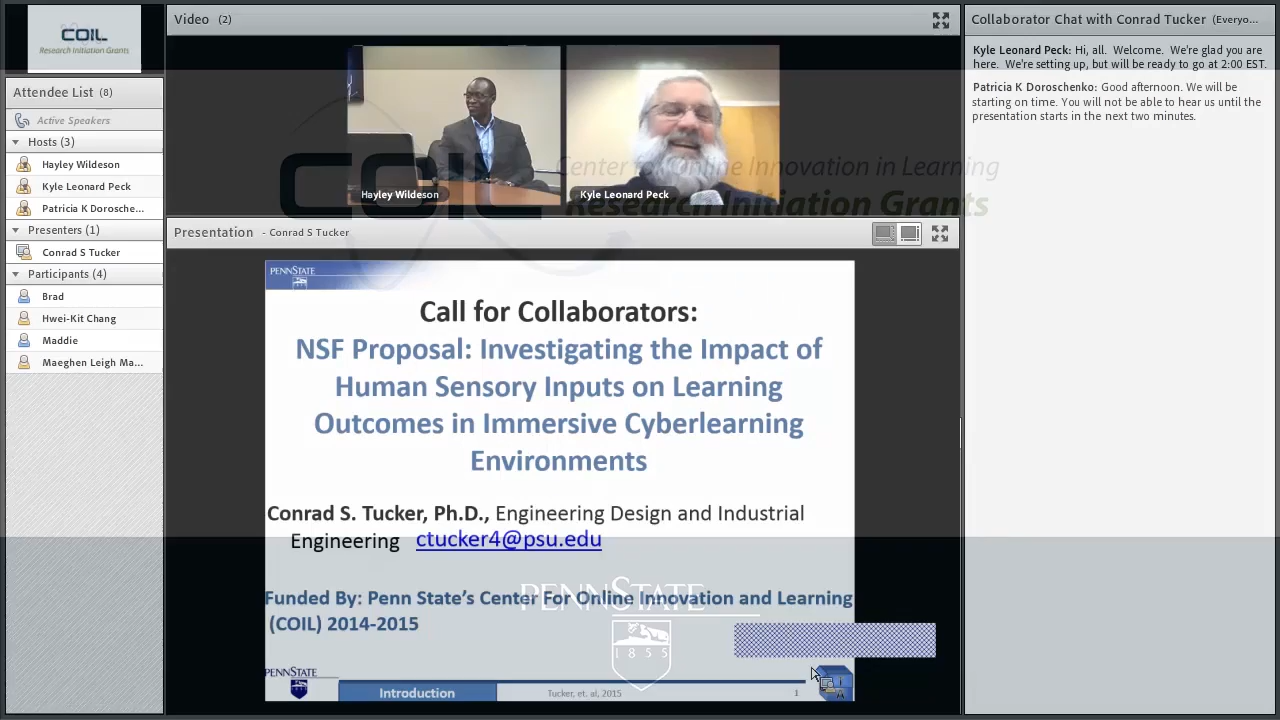 COIL
Research Initiation Grants
Attendee List (8)
Active Speakers
Hosts (3)
Hayley Wildeson
Kyle Leonard Peck
Patricia K Dorosche...
Presenters (1)
Conrad S Tucker
Participants (4)
Brad
Hwei-Kit Chang
Maddie
Maeghen Leigh Ma...
Video (2)
COIL
Center for Online Innovation in Learning
Research Initiation Grants
Hayley Wildeson
Kyle Leonard Peck
Presentation - Conrad S Tucker
PENNSTATE
Call for Collaborators:
NSF Proposal: Investigating the Impact of
Human Sensory Inputs on Learning
Outcomes in Immersive Cyberlearning
Environments
Conrad S. Tucker, Ph.D., Engineering Design and Industrial
Engineering ctucker4@psu.edu
Funded By: Penn State's Center For Online Innovation and Learning
(COIL) 2014-2015
PENNSTATE
1855
PENNSTATE
Introduction
Tucker, et. al, 2015
1
Collaborator Chat with Conrad Tucker (Everyo...
Kyle Leonard Peck: Hi, all. Welcome. We're glad you are
here. We're setting up, but will be ready to go at 2:00 EST.
Patricia K Doroschenko: Good afternoon. We will be
starting on time. You will not be able to hear us until the
presentation starts in the next two minutes.